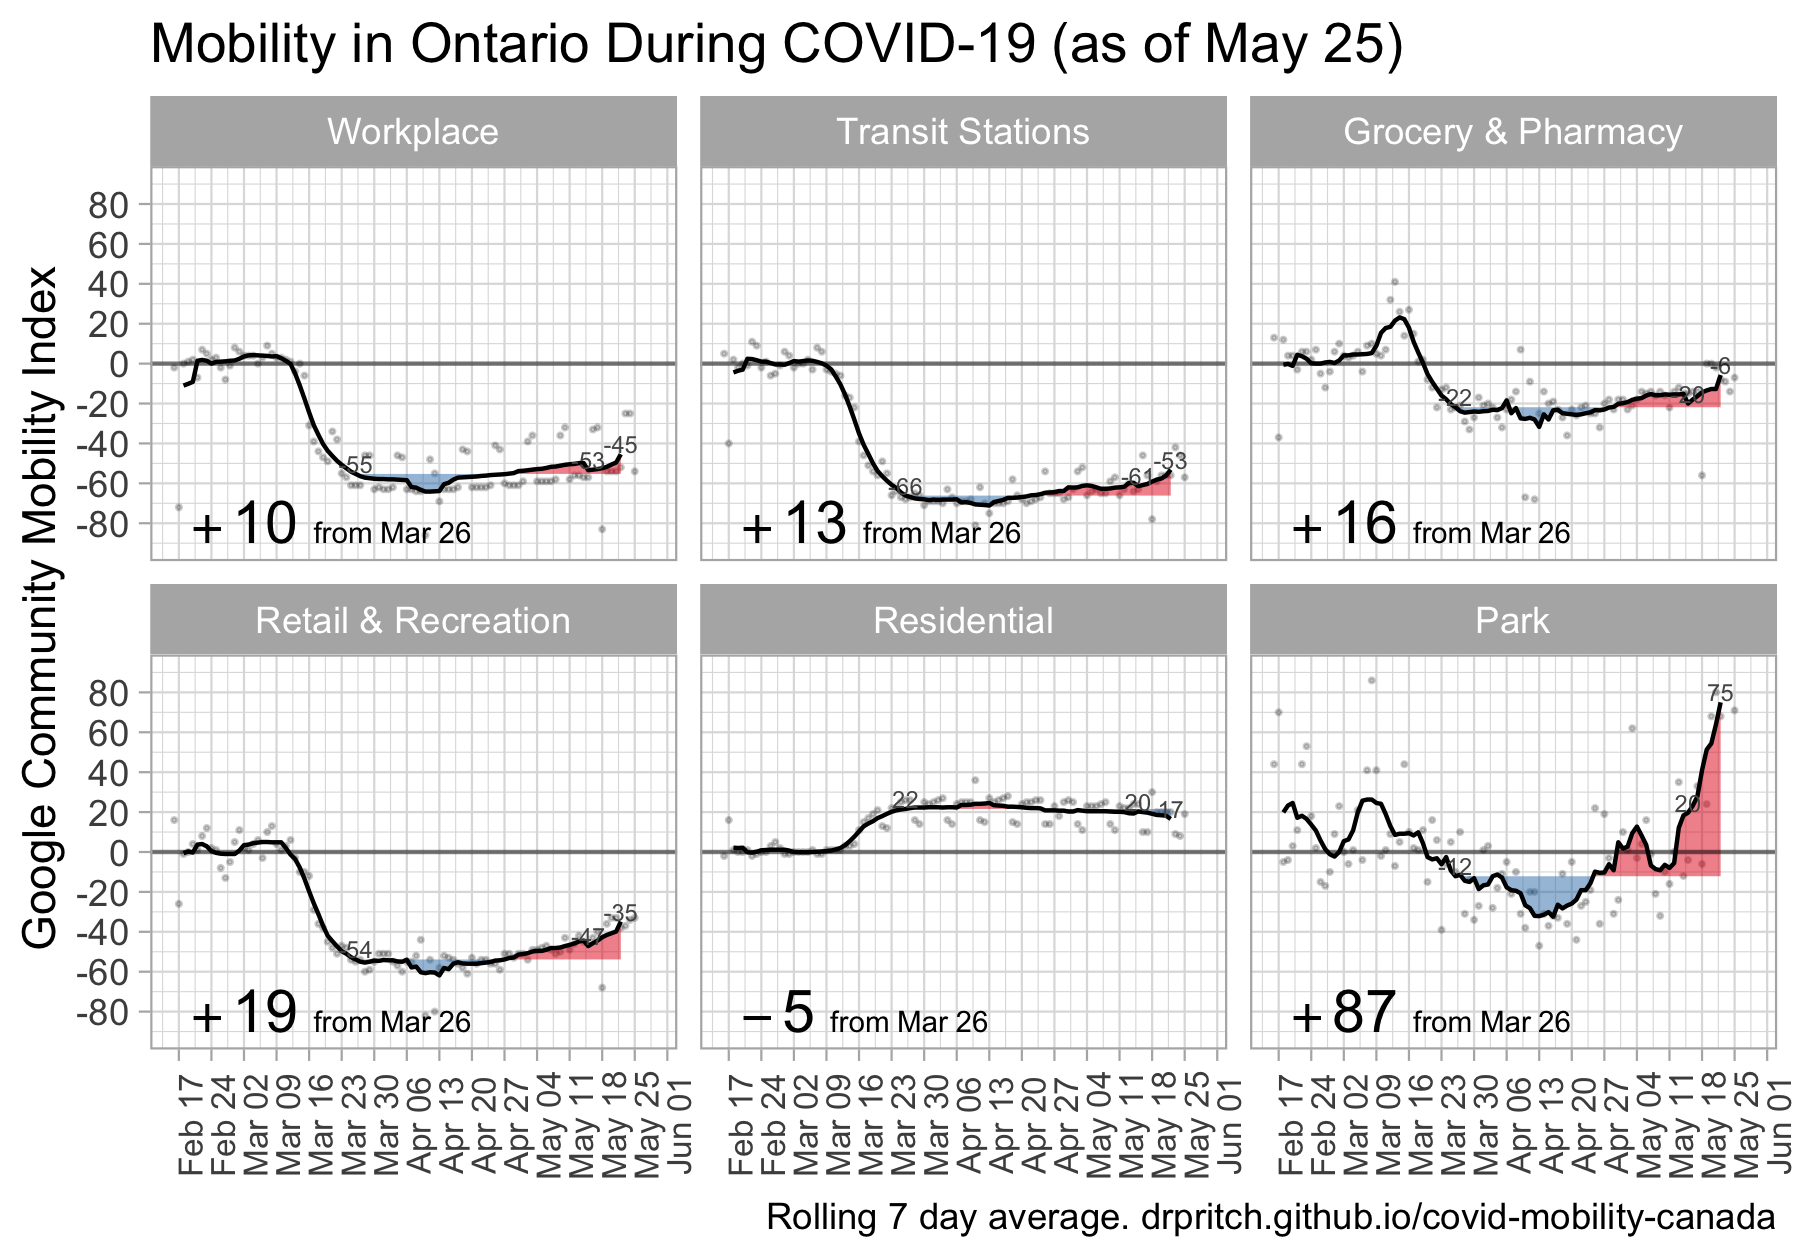 Mobility in Ontario During COVID-19 (as of May 25)
Google Community Mobility Index
Workplace
Transit Stations
Grocery & Pharmacy
80
60
40
20
0
-20
-40
-60
-80
-55
-53
-45
+10 from Mar 26
-66
-61
-53
+13 from Mar 26
-22
-20
-6
+16 from Mar 26
Retail & Recreation
Residential
Park
80
60
40
20
0
-20
-40
-60
-80
-54
-47
-35
+19 from Mar 26
22
20
17
−5 from Mar 26
-12
20
75
+87 from Mar 26
Feb 17
Feb 24
Mar 02
Mar 09
Mar 16
Mar 23
Mar 30
Apr 06
Apr 13
Apr 20
Apr 27
May 04
May 11
May 18
May 25
Jun 01
Feb 17
Feb 24
Mar 02
Mar 09
Mar 16
Mar 23
Mar 30
Apr 06
Apr 13
Apr 20
Apr 27
May 04
May 11
May 18
May 25
Jun 01
Feb 17
Feb 24
Mar 02
Mar 09
Mar 16
Mar 23
Mar 30
Apr 06
Apr 13
Apr 20
Apr 27
May 04
May 11
May 18
May 25
Jun 01
Rolling 7 day average. drpritch.github.io/covid-mobility-canada